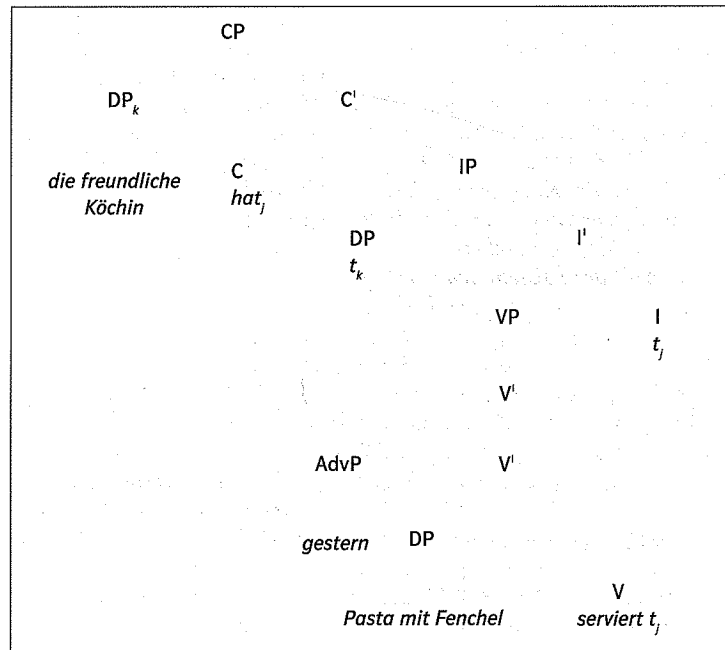 CP
DPₖ C'
die freundliche C IP
Köchin hatⱼ
DP I'
tₖ
VP I
tⱼ
V'
AdvP V'
gestern DP
V
Pasta mit Fenchel serviert tⱼ